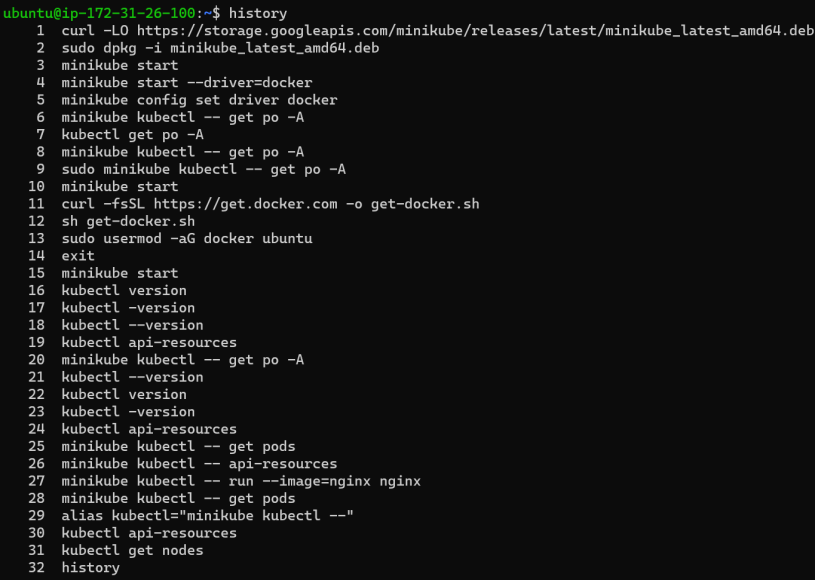 ubuntu@ip-172-31-26-100:~$ history
1 curl -LO https://storage.googleapis.com/minikube/releases/latest/minikube_latest_amd64.deb
2 sudo dpkg -i minikube_latest_amd64.deb
3 minikube start
4 minikube start --driver=docker
5 minikube config set driver docker
6 minikube kubectl -- get po -A
7 kubectl get po -A
8 minikube kubectl -- get po -A
9 sudo minikube kubectl -- get po -A
10 minikube start
11 curl -fsSL https://get.docker.com -o get-docker.sh
12 sh get-docker.sh
13 sudo usermod -aG docker ubuntu
14 exit
15 minikube start
16 kubectl version
17 kubectl -version
18 kubectl --version
19 kubectl api-resources
20 minikube kubectl -- get po -A
21 kubectl --version
22 kubectl version
23 kubectl -version
24 kubectl api-resources
25 minikube kubectl -- get pods
26 minikube kubectl -- api-resources
27 minikube kubectl -- run --image=nginx nginx
28 minikube kubectl -- get pods
29 alias kubectl="minikube kubectl --"
30 kubectl api-resources
31 kubectl get nodes
32 history